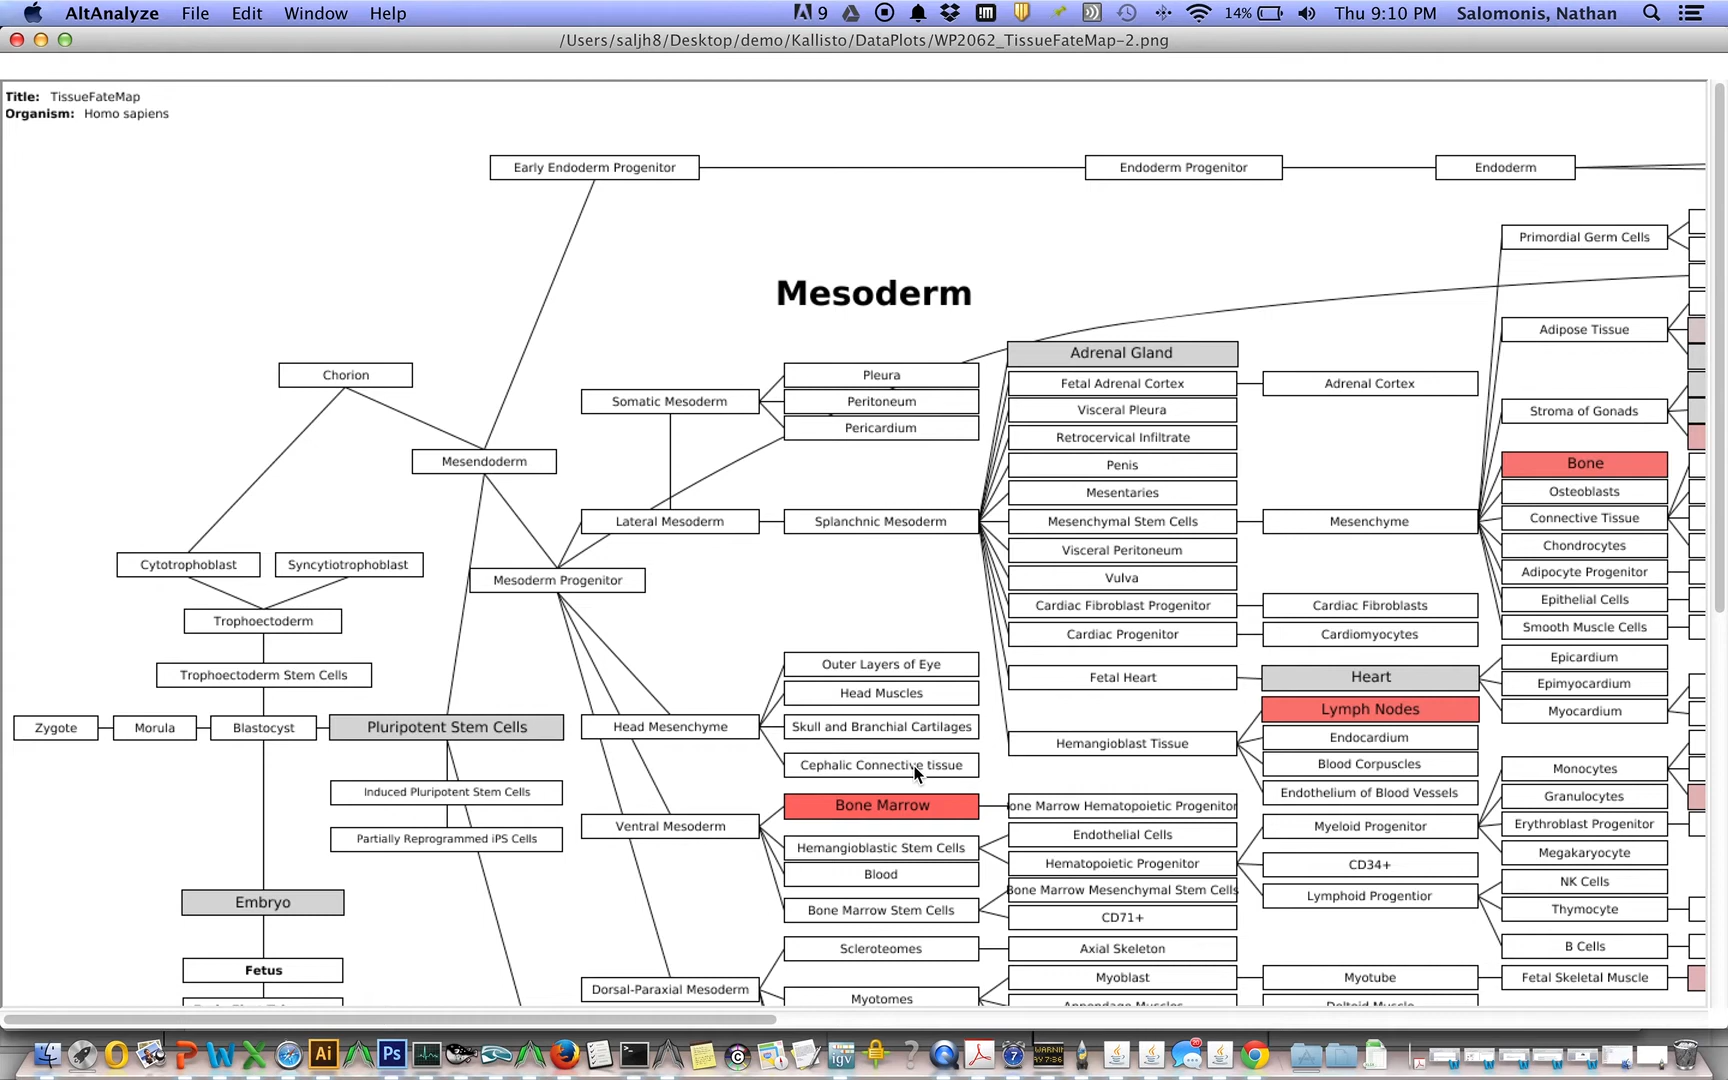 AltAnalyze File Edit Window Help 9 14% Thu 9:10 PM Salomonis, Nathan
/Users/saljh8/Desktop/demo/Kallisto/DataPlots/WP2062_TissueFateMap-2.png
Title: TissueFateMap
Organism: Homo sapiens
Early Endoderm Progenitor
Endoderm Progenitor
Endoderm
Primordial Germ Cells
Mesoderm
Adipose Tissue
Adrenal Gland
Chorion
Pleura
Fetal Adrenal Cortex
Adrenal Cortex
Somatic Mesoderm
Peritoneum
Visceral Pleura
Stroma of Gonads
Pericardium
Retrocervical Infiltrate
Mesendoderm
Penis
Bone
Mesentaries
Osteoblasts
Lateral Mesoderm
Splanchnic Mesoderm
Mesenchymal Stem Cells
Mesenchyme
Connective Tissue
Visceral Peritoneum
Chondrocytes
Cytotrophoblast
Syncytiotrophoblast
Mesoderm Progenitor
Vulva
Adipocyte Progenitor
Cardiac Fibroblast Progenitor
Cardiac Fibroblasts
Epithelial Cells
Trophoectoderm
Cardiac Progenitor
Cardiomyocytes
Smooth Muscle Cells
Outer Layers of Eye
Epicardium
Trophoectoderm Stem Cells
Fetal Heart
Heart
Epimyocardium
Head Muscles
Lymph Nodes
Myocardium
Zygote
Morula
Blastocyst
Pluripotent Stem Cells
Head Mesenchyme
Skull and Branchial Cartilages
Hemangioblast Tissue
Endocardium
Cephalic Connective tissue
Blood Corpuscles
Monocytes
Induced Pluripotent Stem Cells
Endothelium of Blood Vessels
Granulocytes
Bone Marrow
one Marrow Hematopoietic Progenitor
Ventral Mesoderm
Myeloid Progenitor
Erythroblast Progenitor
Partially Reprogrammed iPS Cells
Endothelial Cells
Hemangioblastic Stem Cells
Megakaryocyte
Hematopoietic Progenitor
CD34+
Blood
NK Cells
Bone Marrow Mesenchymal Stem Cells
Lymphoid Progentior
Embryo
Bone Marrow Stem Cells
CD71+
Thymocyte
Scleroteomes
Axial Skeleton
B Cells
Fetus
Myoblast
Myotube
Fetal Skeletal Muscle
Dorsal-Paraxial Mesoderm
Myotomes
Appendage Muscles
Deltoid Muscle